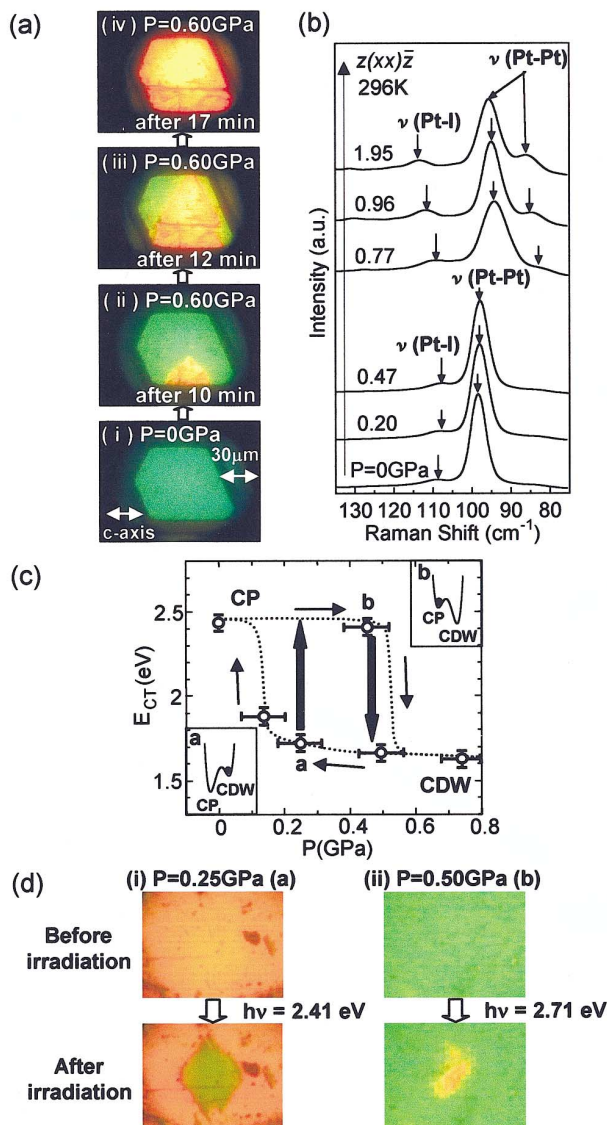 (a)
(iv) P=0.60GPa
after 17 min
(iii) P=0.60GPa
after 12 min
(ii) P=0.60GPa
after 10 min
(i) P=0GPa
30μm
c-axis
(b)
z(xx)z̄
296K
ν (Pt-Pt)
ν (Pt-I)
1.95
0.96
0.77
ν (Pt-Pt)
ν (Pt-I)
0.47
0.20
P=0GPa
Intensity (a.u.)
130 120 110 100 90 80
Raman Shift (cm⁻¹)
(c)
CP
b
b
CP
CDW
2.5
2
1.5
E_CT (eV)
a
CP
CDW
a
CDW
0 0.2 0.4 0.6 0.8
P(GPa)
(d)
(i) P=0.25GPa (a)
(ii) P=0.50GPa (b)
Before
irradiation
hν = 2.41 eV
hν = 2.71 eV
After
irradiation